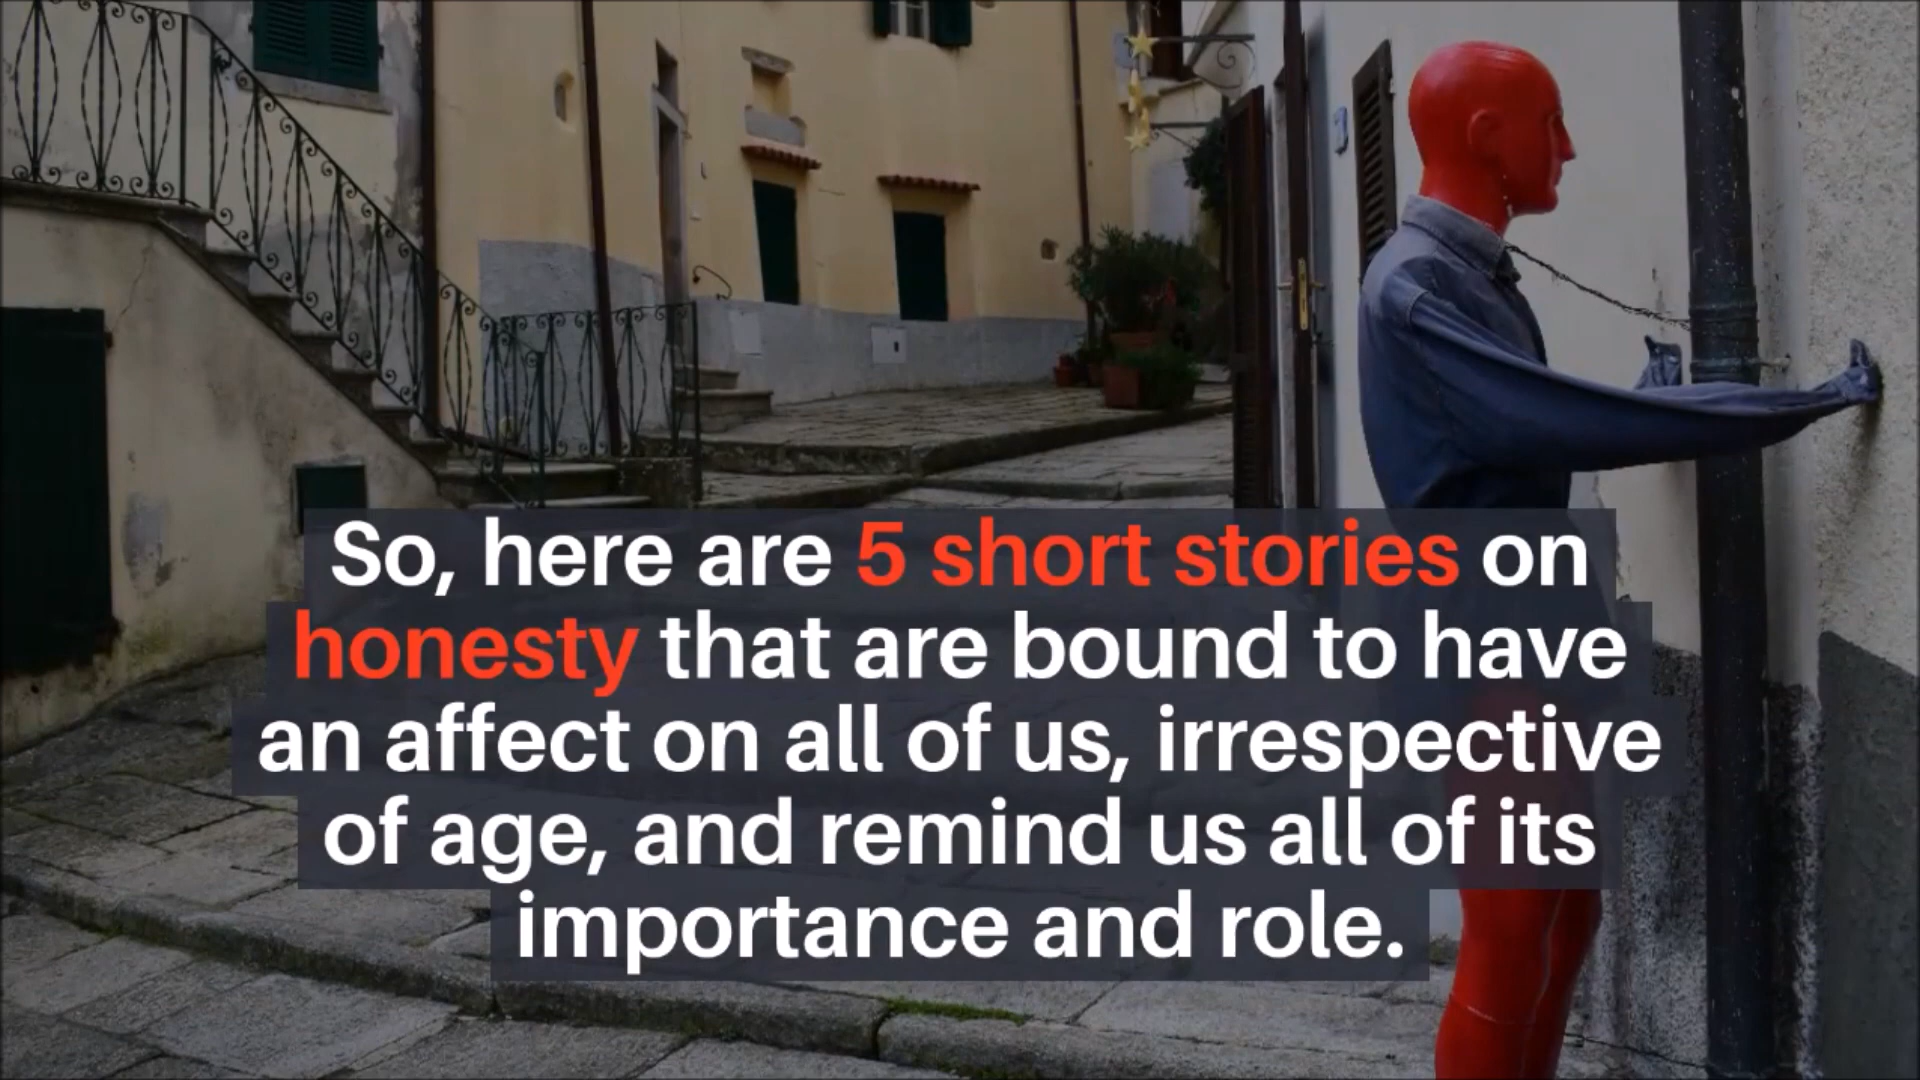 So, here are 5 short stories on
honesty that are bound to have
an affect on all of us, irrespective
of age, and remind us all of its
importance and role.